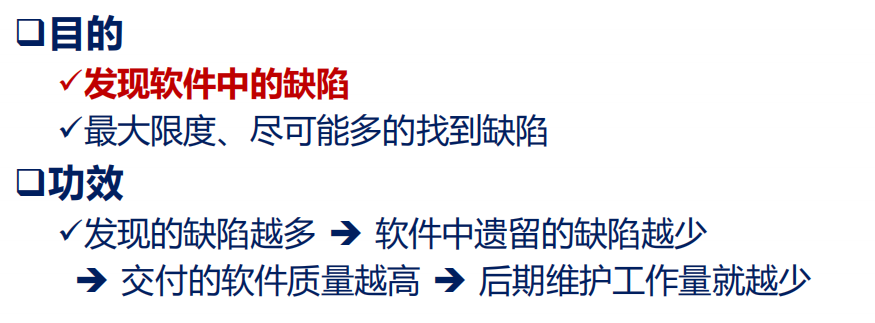 ❑目的
✓发现软件中的缺陷
✓最大限度、尽可能多的找到缺陷
❑功效
✓发现的缺陷越多 ➔ 软件中遗留的缺陷越少
➔ 交付的软件质量越高 ➔ 后期维护工作量就越少